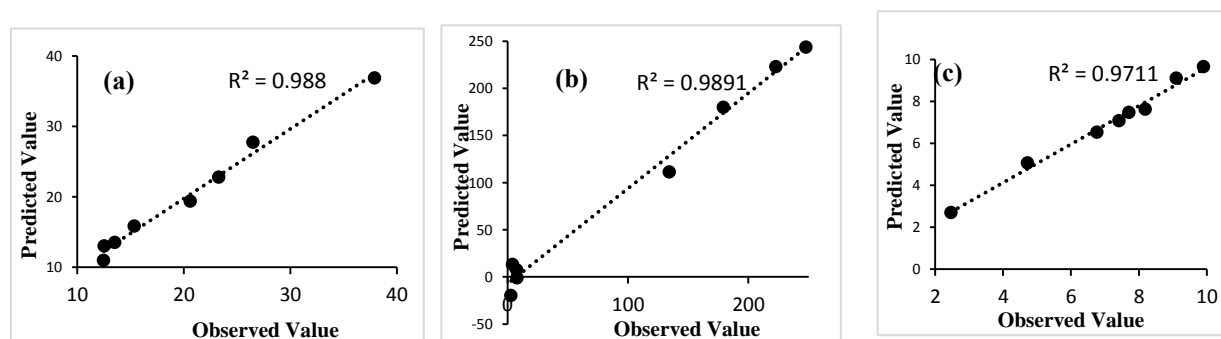 (a)
R² = 0.988
Predicted Value
40
30
20
10
10 20 30 40
Observed Value
(b)
R² = 0.9891
Predicted Value
250
200
150
100
50
0
-50
100 200
Observed Value
(c)
R² = 0.9711
Predicted Value
10
8
6
4
2
0
2 4 6 8 10
Observed Value